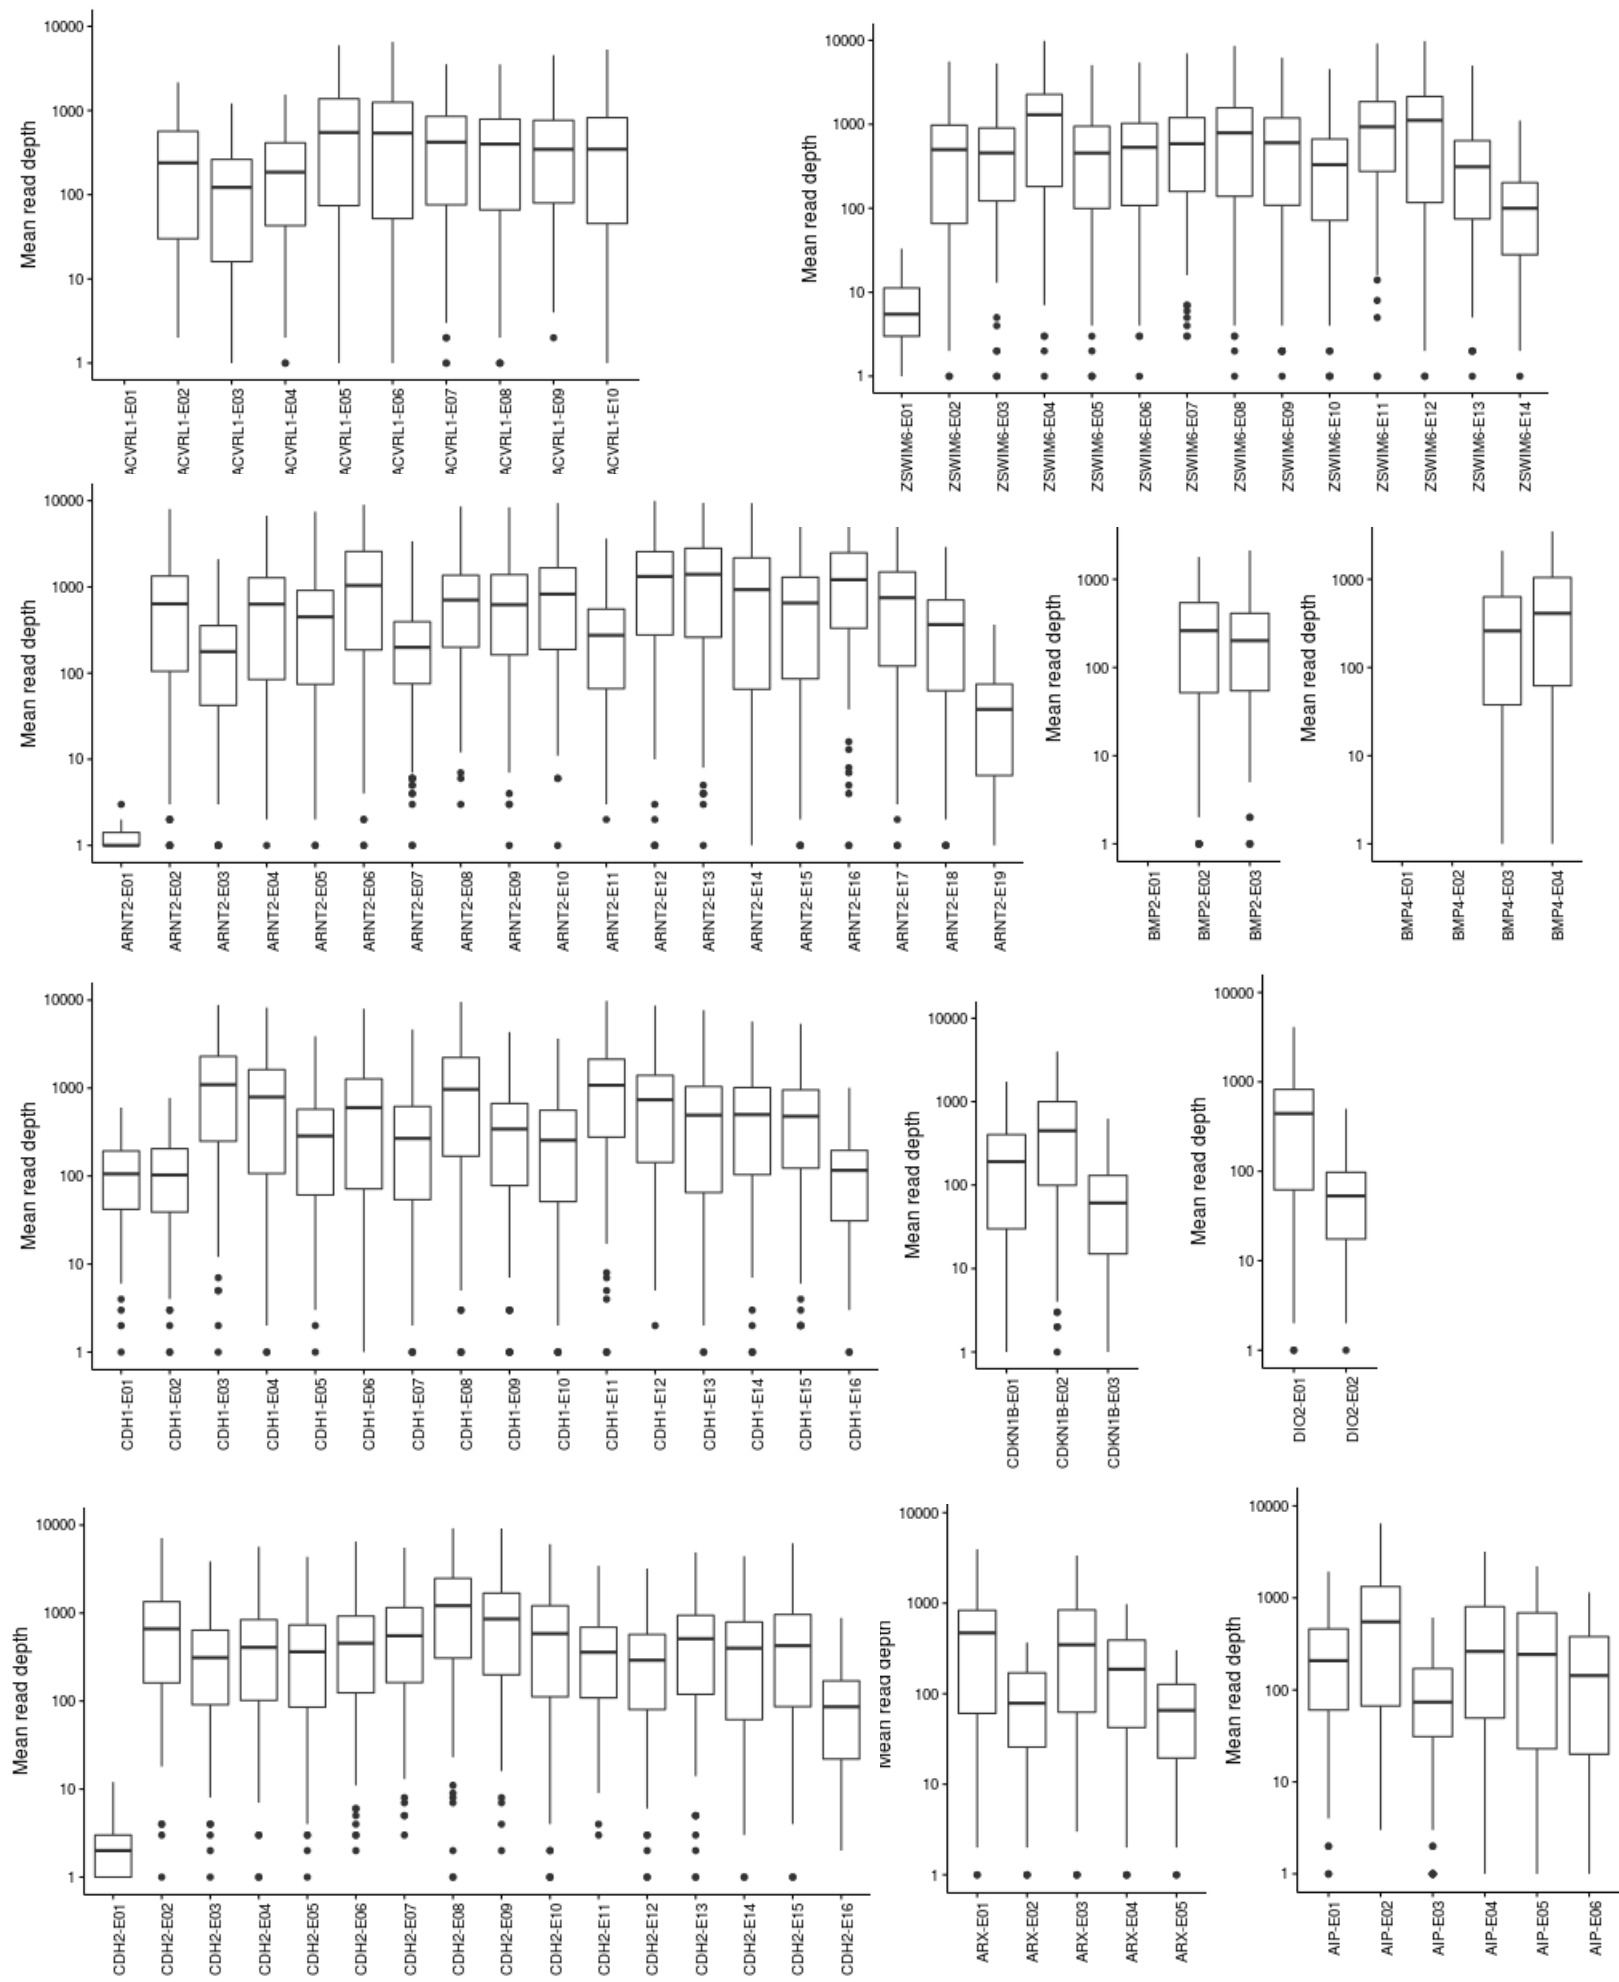 Mean read depth
10000
1000
100
10
1
ACVRL1-E01
ACVRL1-E02
ACVRL1-E03
ACVRL1-E04
ACVRL1-E05
ACVRL1-E06
ACVRL1-E07
ACVRL1-E08
ACVRL1-E09
ACVRL1-E10
Mean read depth
10000
1000
100
10
1
ZSWIM6-E01
ZSWIM6-E02
ZSWIM6-E03
ZSWIM6-E04
ZSWIM6-E05
ZSWIM6-E06
ZSWIM6-E07
ZSWIM6-E08
ZSWIM6-E09
ZSWIM6-E10
ZSWIM6-E11
ZSWIM6-E12
ZSWIM6-E13
ZSWIM6-E14
Mean read depth
10000
1000
100
10
1
ARNT2-E01
ARNT2-E02
ARNT2-E03
ARNT2-E04
ARNT2-E05
ARNT2-E06
ARNT2-E07
ARNT2-E08
ARNT2-E09
ARNT2-E10
ARNT2-E11
ARNT2-E12
ARNT2-E13
ARNT2-E14
ARNT2-E15
ARNT2-E16
ARNT2-E17
ARNT2-E18
ARNT2-E19
Mean read depth
1000
100
10
1
BMP2-E01
BMP2-E02
BMP2-E03
Mean read depth
1000
100
10
1
BMP4-E01
BMP4-E02
BMP4-E03
BMP4-E04
Mean read depth
10000
1000
100
10
1
CDH1-E01
CDH1-E02
CDH1-E03
CDH1-E04
CDH1-E05
CDH1-E06
CDH1-E07
CDH1-E08
CDH1-E09
CDH1-E10
CDH1-E11
CDH1-E12
CDH1-E13
CDH1-E14
CDH1-E15
CDH1-E16
Mean read depth
10000
1000
100
10
1
CDKN1B-E01
CDKN1B-E02
CDKN1B-E03
Mean read depth
10000
1000
100
10
1
DIO2-E01
DIO2-E02
Mean read depth
10000
1000
100
10
1
CDH2-E01
CDH2-E02
CDH2-E03
CDH2-E04
CDH2-E05
CDH2-E06
CDH2-E07
CDH2-E08
CDH2-E09
CDH2-E10
CDH2-E11
CDH2-E12
CDH2-E13
CDH2-E14
CDH2-E15
CDH2-E16
Mean read depth
10000
1000
100
10
1
ARX-E01
ARX-E02
ARX-E03
ARX-E04
ARX-E05
Mean read depth
10000
1000
100
10
1
AIP-E01
AIP-E02
AIP-E03
AIP-E04
AIP-E05
AIP-E06